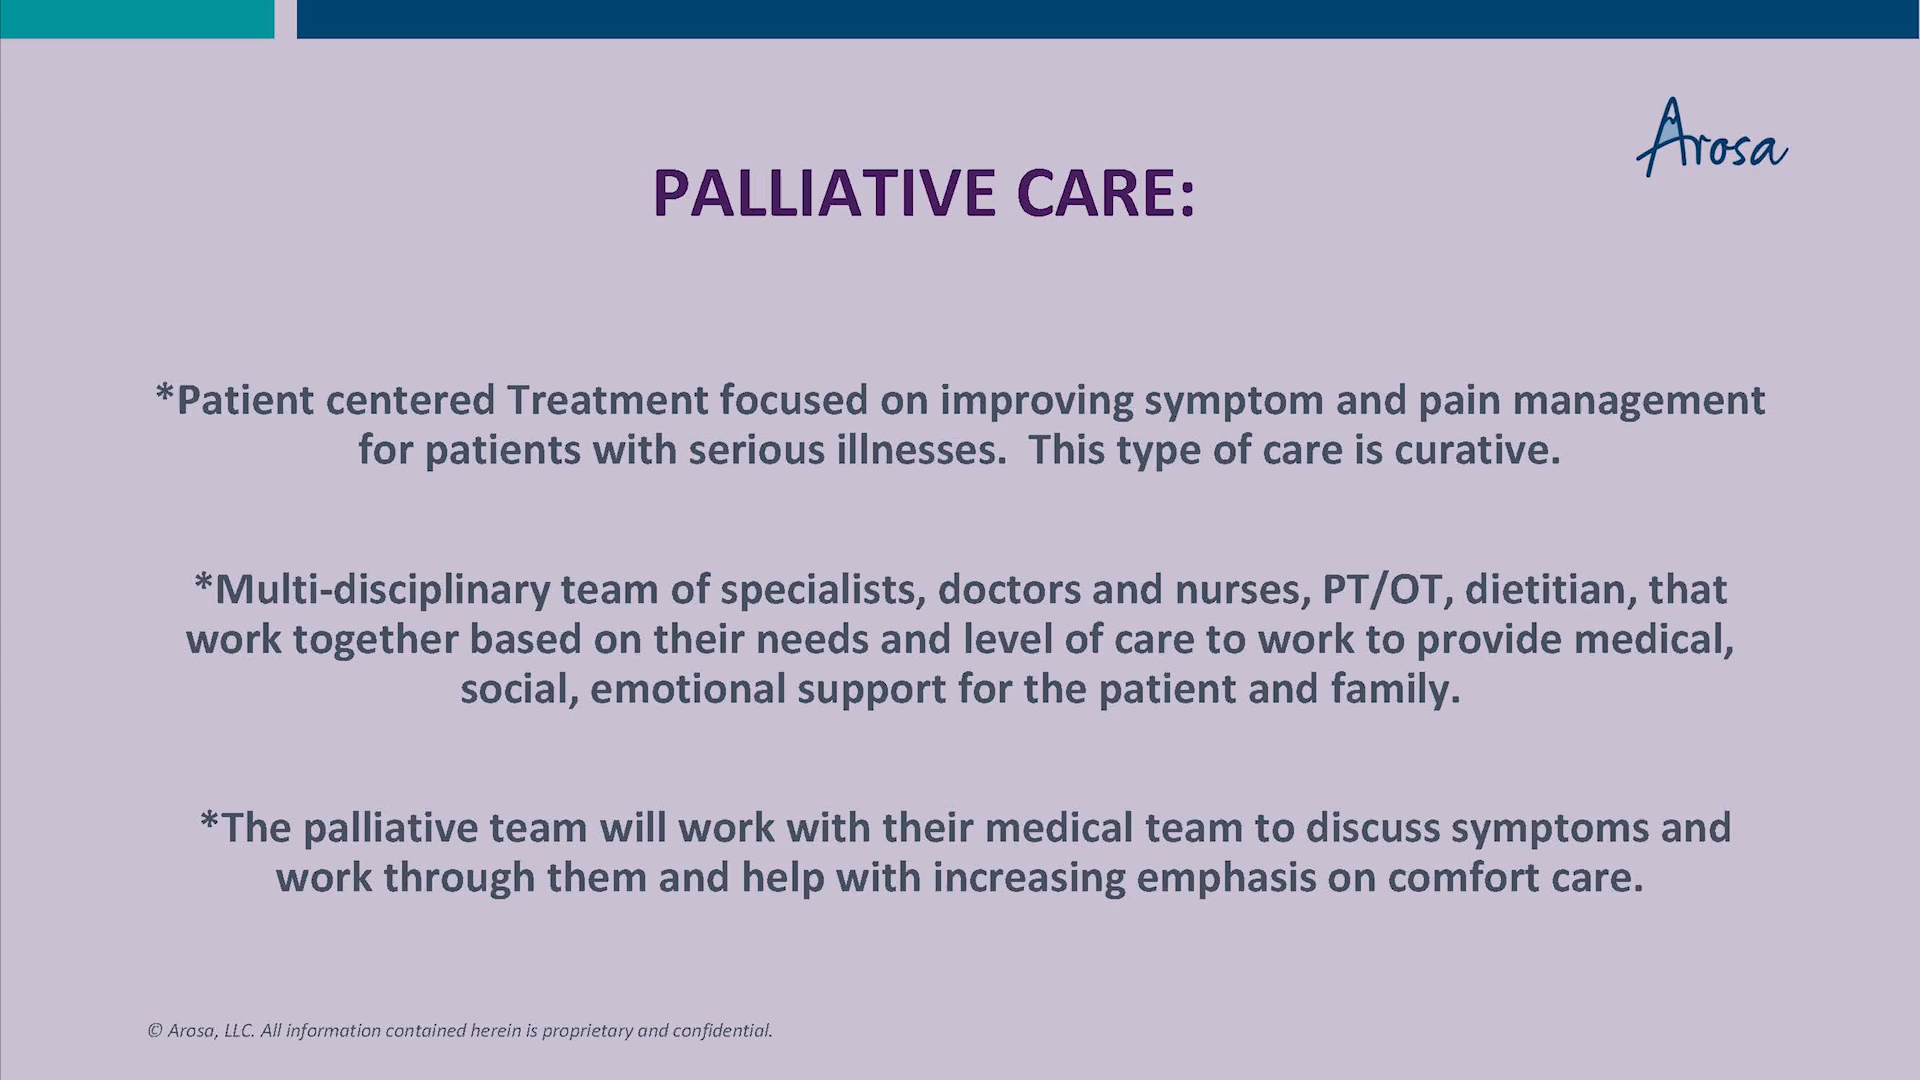 Arosa
PALLIATIVE CARE:
*Patient centered Treatment focused on improving symptom and pain management
for patients with serious illnesses.  This type of care is curative.
*Multi-disciplinary team of specialists, doctors and nurses, PT/OT, dietitian, that
work together based on their needs and level of care to work to provide medical,
social, emotional support for the patient and family.
*The palliative team will work with their medical team to discuss symptoms and
work through them and help with increasing emphasis on comfort care.
© Arosa, LLC. All information contained herein is proprietary and confidential.